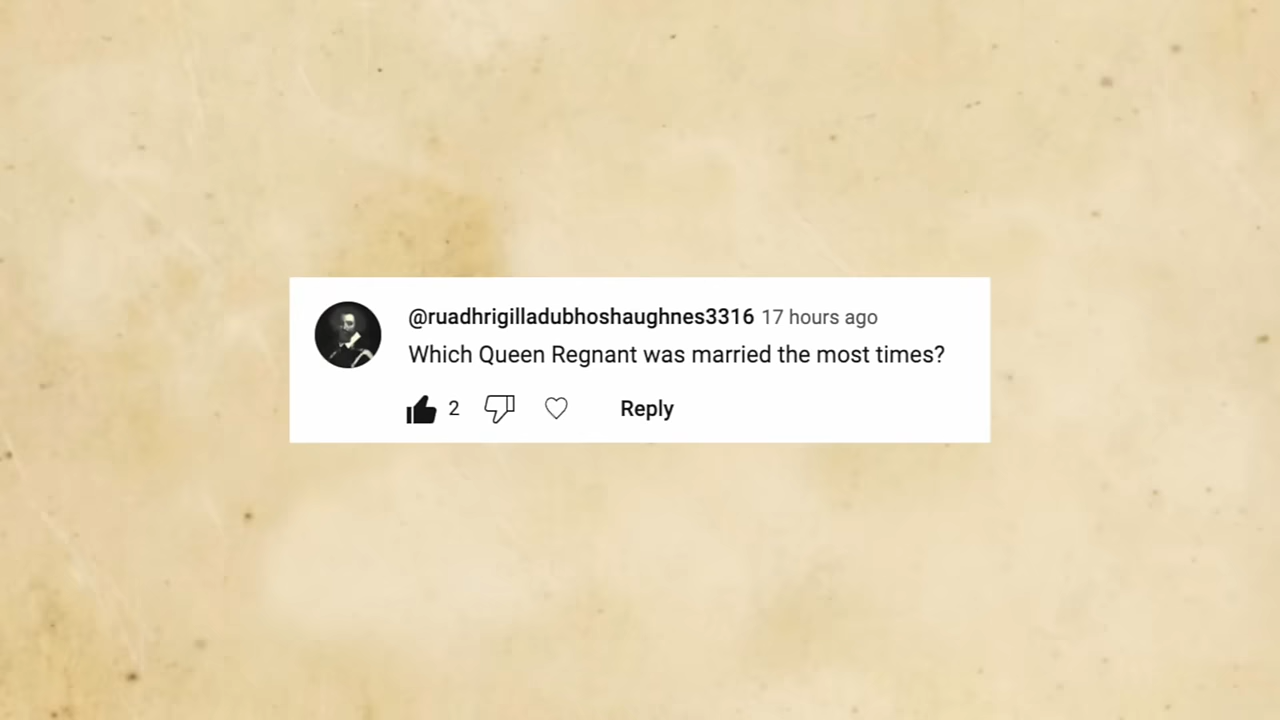 @ruadhrigilladubhoshaughnes3316 17 hours ago
Which Queen Regnant was married the most times?
2 Reply